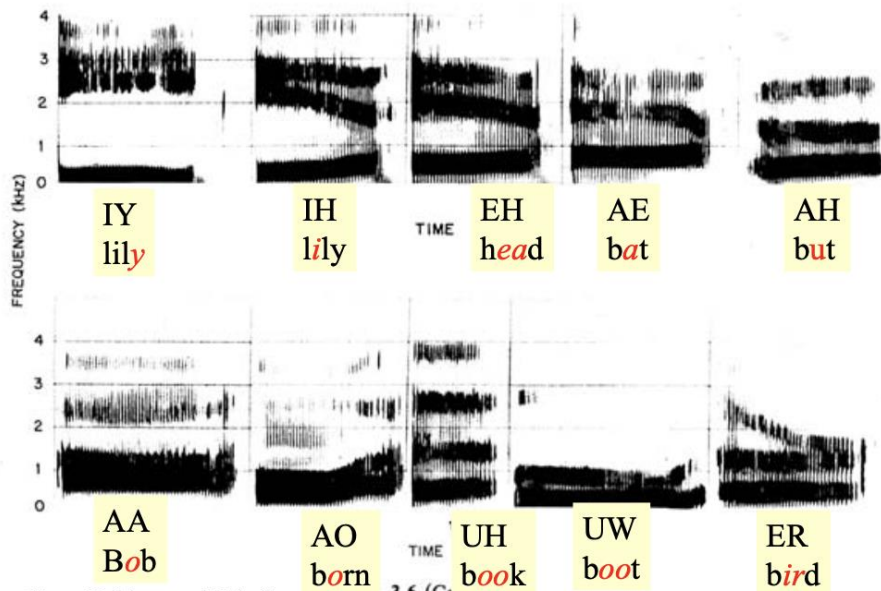 4
3
2
1
0
FREQUENCY (kHz)
IY
lily
IH
lily
TIME
EH
head
AE
bat
AH
but
4
3
2
1
0
AA
Bob
AO
born
TIME
UH
book
UW
boot
ER
bird